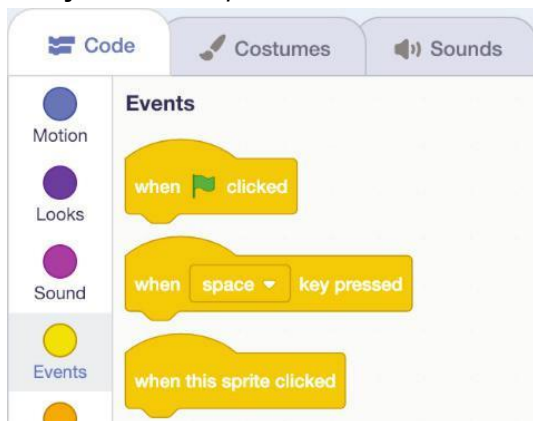 Code
Costumes
Sounds
Motion
Looks
Sound
Events
Events
when clicked
when space key pressed
when this sprite clicked